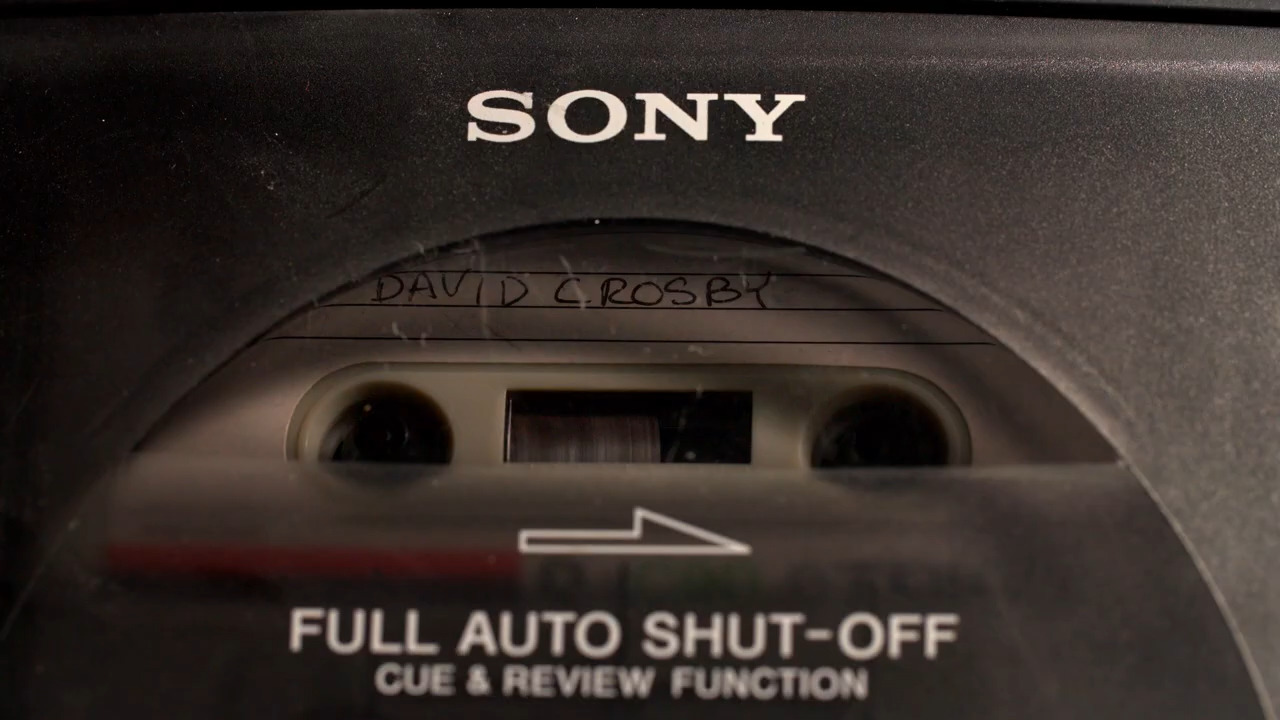 SONY
DAVID CROSBY
FULL AUTO SHUT-OFF
CUE & REVIEW FUNCTION